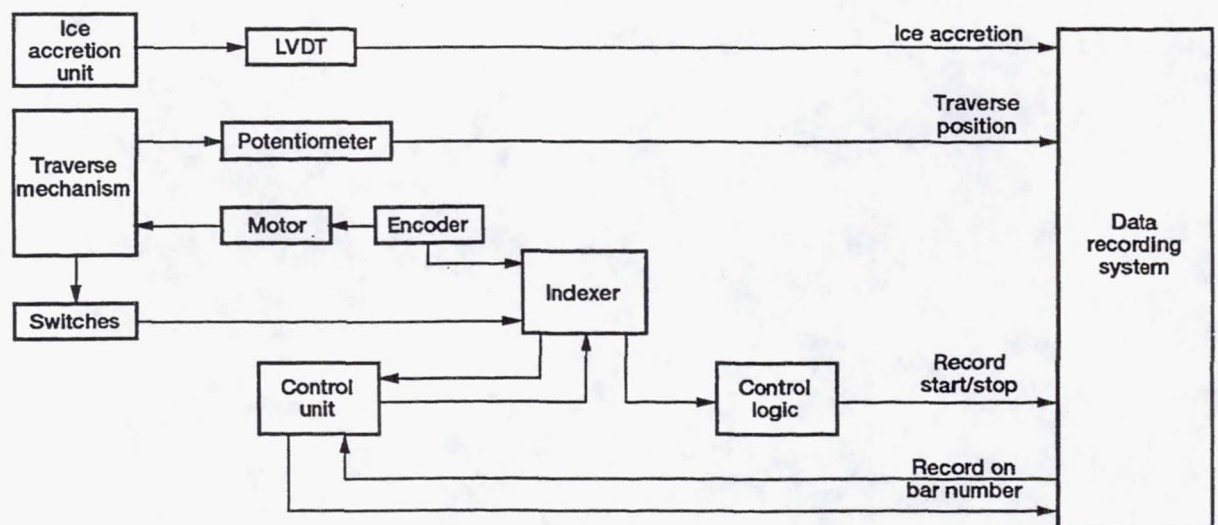 Ice
accretion
unit
LVDT
Ice accretion
Traverse
mechanism
Potentiometer
Traverse
position
Motor
Encoder
Data
recording
system
Indexer
Switches
Control
unit
Control
logic
Record
start/stop
Record on
bar number